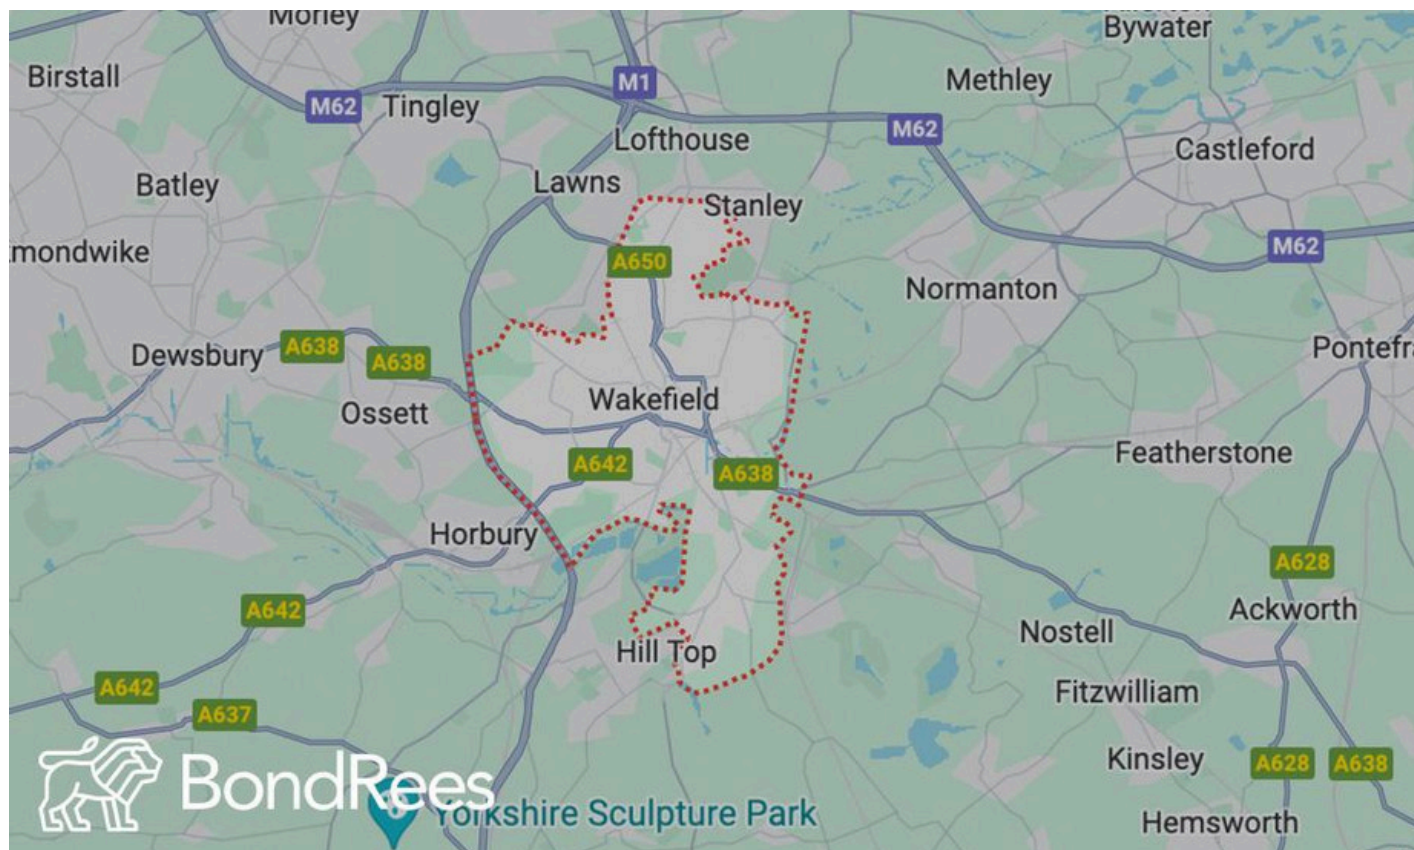 Morley
Bywater
Birstall
M1
Methley
M62
Tingley
M62
Lofthouse
Castleford
Batley
Lawns
Stanley
mondwike
M62
A650
Normanton
Dewsbury
A638
A638
Pontefr
Wakefield
Ossett
Featherstone
A642
A638
Horbury
A628
A642
Ackworth
Nostell
Hill Top
A642
Fitzwilliam
A637
Kinsley
A628
A638
BondRees
Yorkshire Sculpture Park
Hemsworth